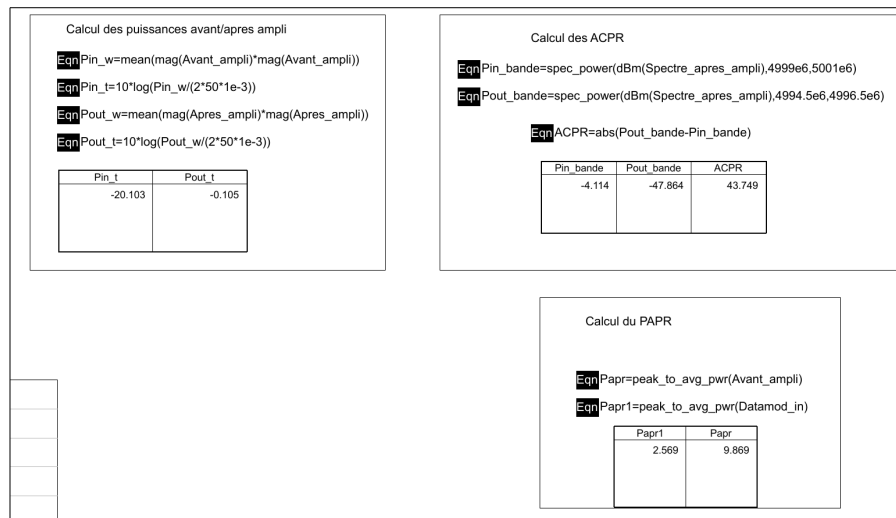 Calcul des puissances avant/apres ampli
Eqn Pin_w=mean(mag(Avant_ampli)*mag(Avant_ampli))
Eqn Pin_t=10*log(Pin_w/(2*50*1e-3))
Eqn Pout_w=mean(mag(Apres_ampli)*mag(Apres_ampli))
Eqn Pout_t=10*log(Pout_w/(2*50*1e-3))
Pin_t Pout_t
-20.103 -0.105
Calcul des ACPR
Eqn Pin_bande=spec_power(dBm(Spectre_apres_ampli),4999e6,5001e6)
Eqn Pout_bande=spec_power(dBm(Spectre_apres_ampli),4994.5e6,4996.5e6)
Eqn ACPR=abs(Pout_bande-Pin_bande)
Pin_bande Pout_bande ACPR
-4.114 -47.864 43.749
Calcul du PAPR
Eqn Papr=peak_to_avg_pwr(Avant_ampli)
Eqn Papr1=peak_to_avg_pwr(Datamod_in)
Papr1 Papr
2.569 9.869